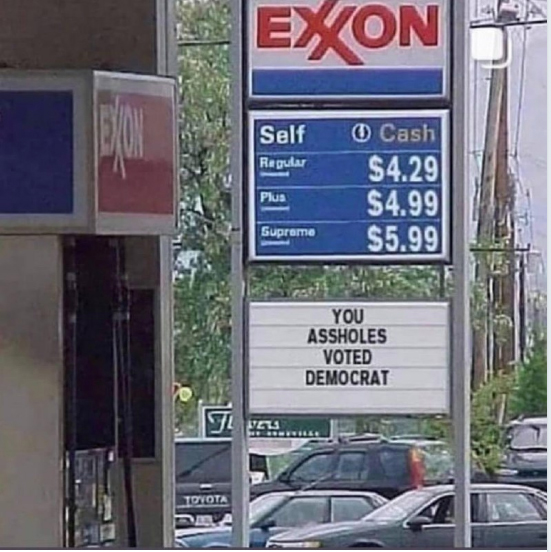 EXXON
EXXON
Self Cash
Regular $4.29
Plus $4.99
Supreme $5.99
YOU
ASSHOLES
VOTED
DEMOCRAT
TOYOTA